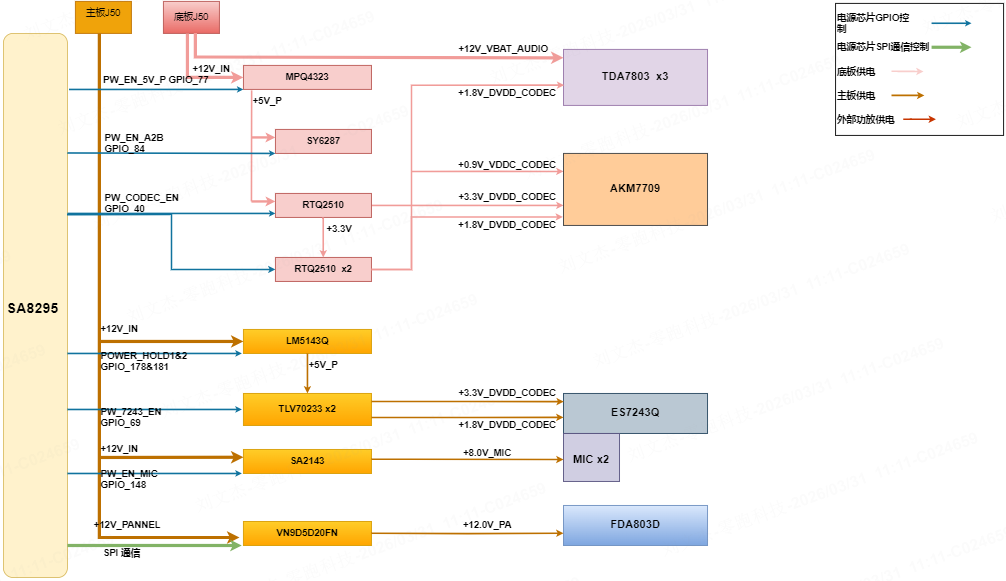 主板J50
底板J50
电源芯片GPIO控
制
电源芯片SPI通信控制
底板供电
主板供电
外部功放供电
+12V_VBAT_AUDIO
+12V_IN
PW_EN_5V_P GPIO_77
MPQ4323
TDA7803 x3
+5V_P
+1.8V_DVDD_CODEC
PW_EN_A2B
GPIO_84
SY6287
+0.9V_VDDC_CODEC
AKM7709
PW_CODEC_EN
GPIO_40
RTQ2510
+3.3V_DVDD_CODEC
+3.3V
+1.8V_DVDD_CODEC
RTQ2510 x2
SA8295
+12V_IN
LM5143Q
POWER_HOLD1&2
GPIO_178&181
+5V_P
+3.3V_DVDD_CODEC
PW_7243_EN
GPIO_69
TLV70233 x2
ES7243Q
+1.8V_DVDD_CODEC
+12V_IN
SA2143
+8.0V_MIC
MIC x2
PW_EN_MIC
GPIO_148
+12V_PANNEL
VN9D5D20FN
+12.0V_PA
FDA803D
SPI 通信